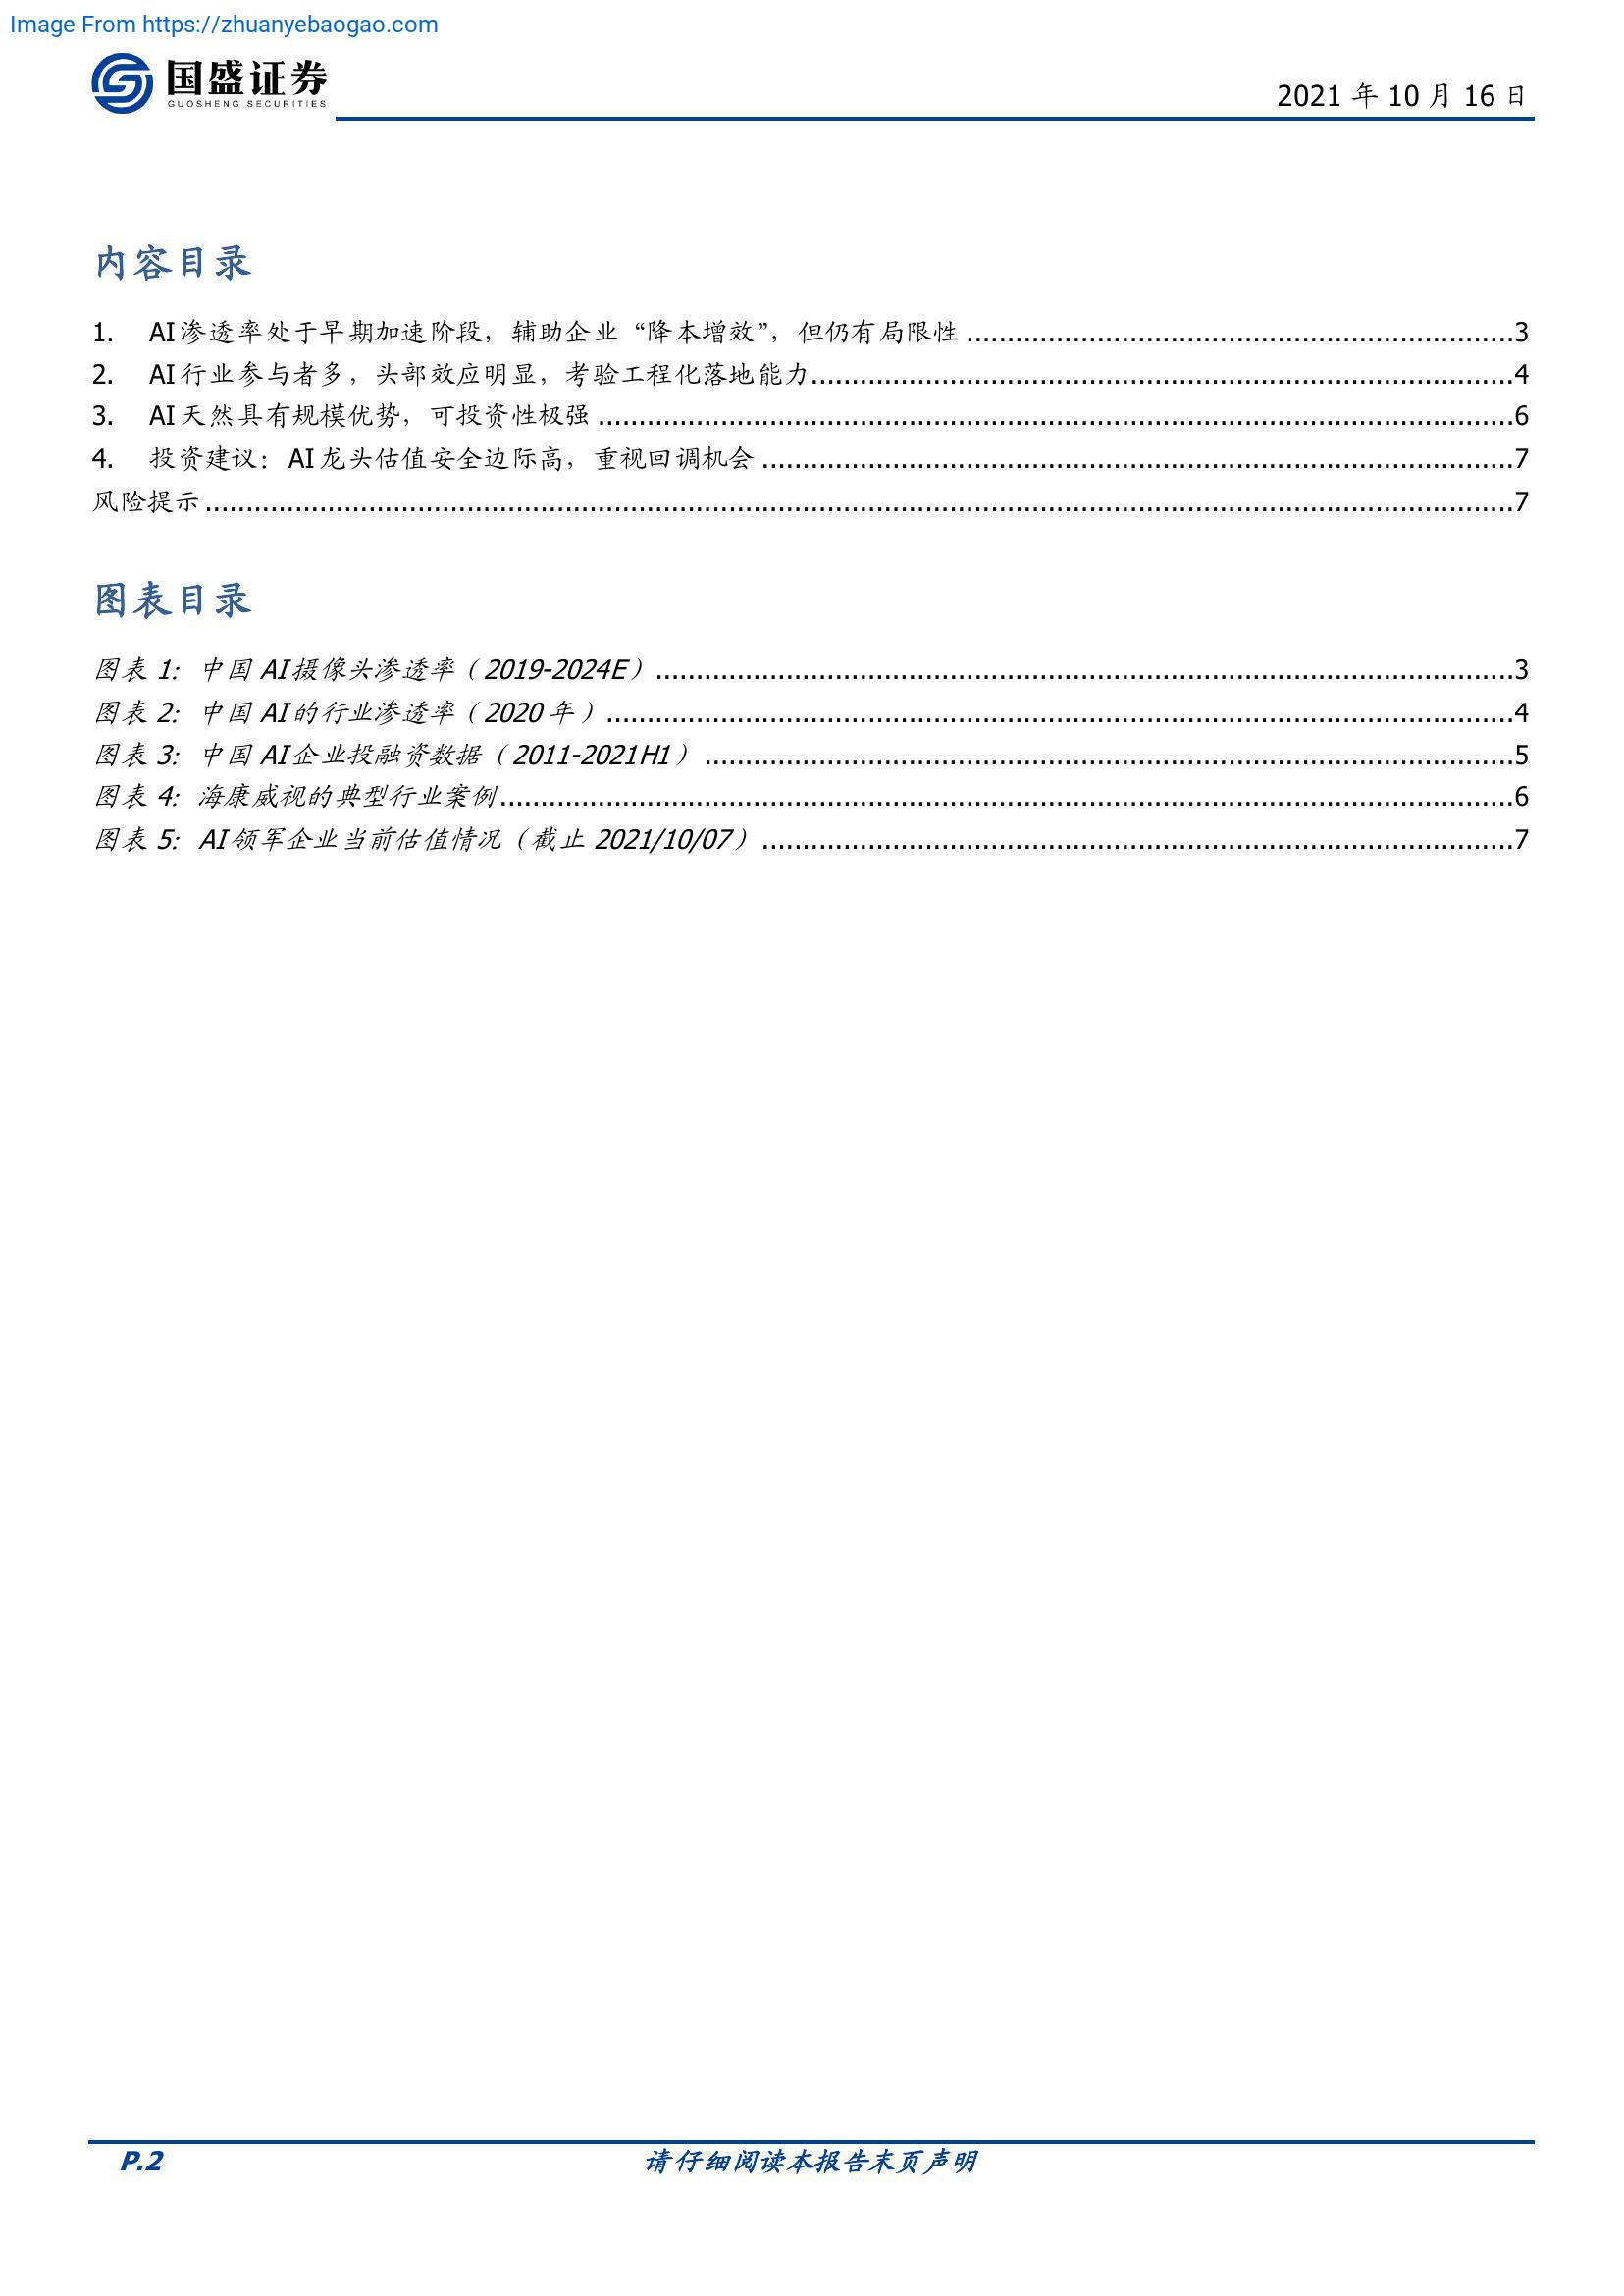 Image From https://zhuanyebaogao.com
国盛证券
GUOSHENG SECURITIES
2021 年 10 月 16 日
内容目录
1. AI 渗透率处于早期加速阶段，辅助企业“降本增效”，但仍有局限性 ....................3
2. AI 行业参与者多，头部效应明显，考验工程化落地能力....................4
3. AI 天然具有规模优势，可投资性极强 ....................6
4. 投资建议：AI 龙头估值安全边际高，重视回调机会 ....................7
风险提示 ....................7
图表目录
图表 1：中国 AI 摄像头渗透率（2019-2024E）....................3
图表 2：中国 AI 的行业渗透率（2020 年）....................4
图表 3：中国 AI 企业投融资数据（2011-2021H1）....................5
图表 4：海康威视的典型行业案例....................6
图表 5：AI 领军企业当前估值情况（截止 2021/10/07）....................7
P.2
请仔细阅读本报告末页声明